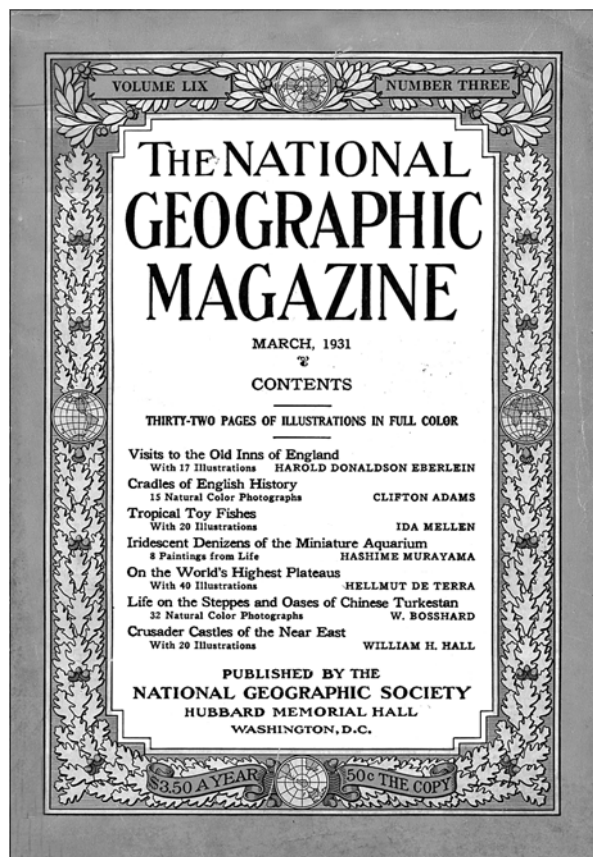 VOLUME LIX
NUMBER THREE
THE NATIONAL
GEOGRAPHIC
MAGAZINE
MARCH, 1931
CONTENTS
THIRTY-TWO PAGES OF ILLUSTRATIONS IN FULL COLOR
Visits to the Old Inns of England
With 17 Illustrations HAROLD DONALDSON EBERLEIN
Cradles of English History
15 Natural Color Photographs CLIFTON ADAMS
Tropical Toy Fishes
With 20 Illustrations IDA MELLEN
Iridescent Denizens of the Miniature Aquarium
8 Paintings from Life HASHIME MURAYAMA
On the World's Highest Plateaus
With 40 Illustrations HELLMUT DE TERRA
Life on the Steppes and Oases of Chinese Turkestan
32 Natural Color Photographs W. BOSSHARD
Crusader Castles of the Near East
With 20 Illustrations WILLIAM H. HALL
PUBLISHED BY THE
NATIONAL GEOGRAPHIC SOCIETY
HUBBARD MEMORIAL HALL
WASHINGTON, D.C.
$3.50 A YEAR
50c THE COPY